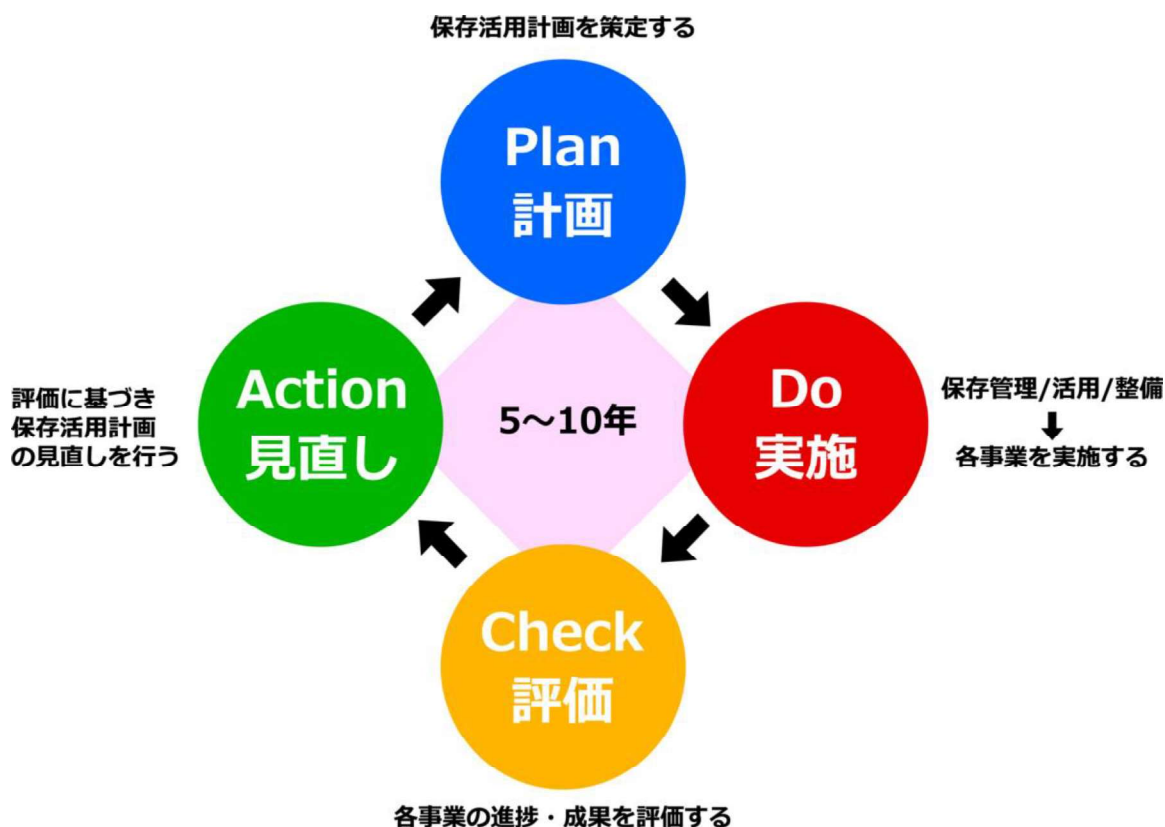 保存活用計画を策定する
Plan
計画
Action
見直し
評価に基づき
保存活用計画
の見直しを行う
5～10年
Do
実施
保存管理/活用/整備
各事業を実施する
Check
評価
各事業の進捗・成果を評価する